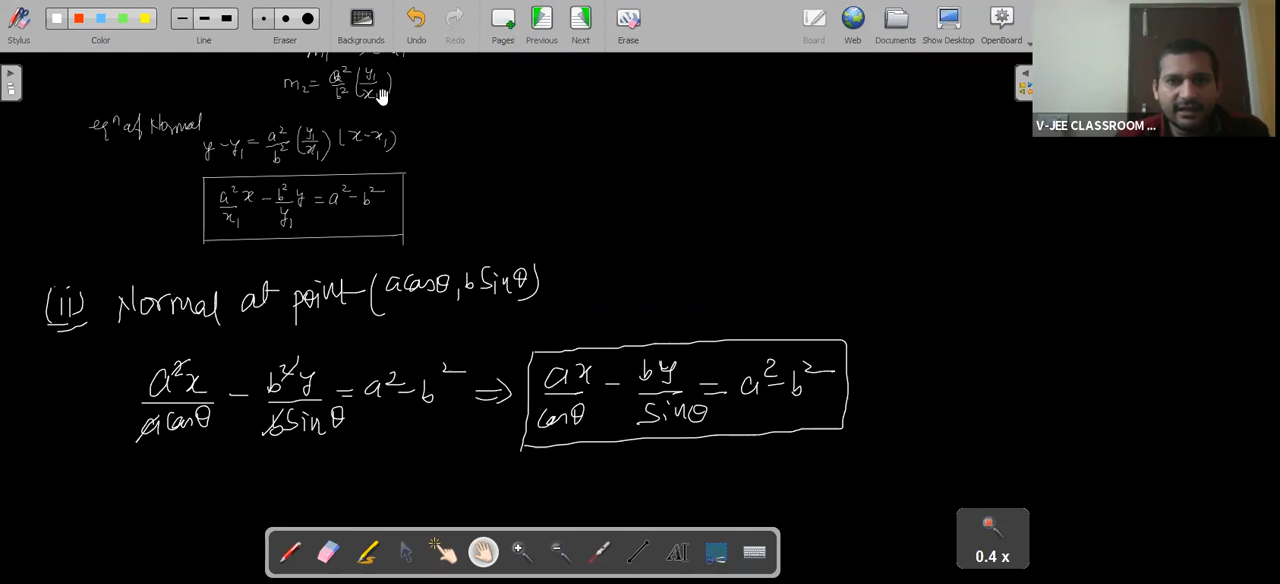 Stylus Color Line Eraser Backgrounds Undo Redo Pages Previous Next Erase Board Web Documents Show Desktop OpenBoard
V-JEE CLASSROOM ...
m₂ = a²/b² (y₁/x₁)
eqⁿ of Normal
y - y₁ = a²/b² (y₁/x₁) (x - x₁)
a²/x₁ x - b²/y₁ y = a² - b²
(ii) Normal at point (a cosθ, b Sinθ)
a²x/a cosθ - b²y/b Sinθ = a² - b² ⇒ ax/cosθ - by/Sinθ = a² - b²
0.4 x